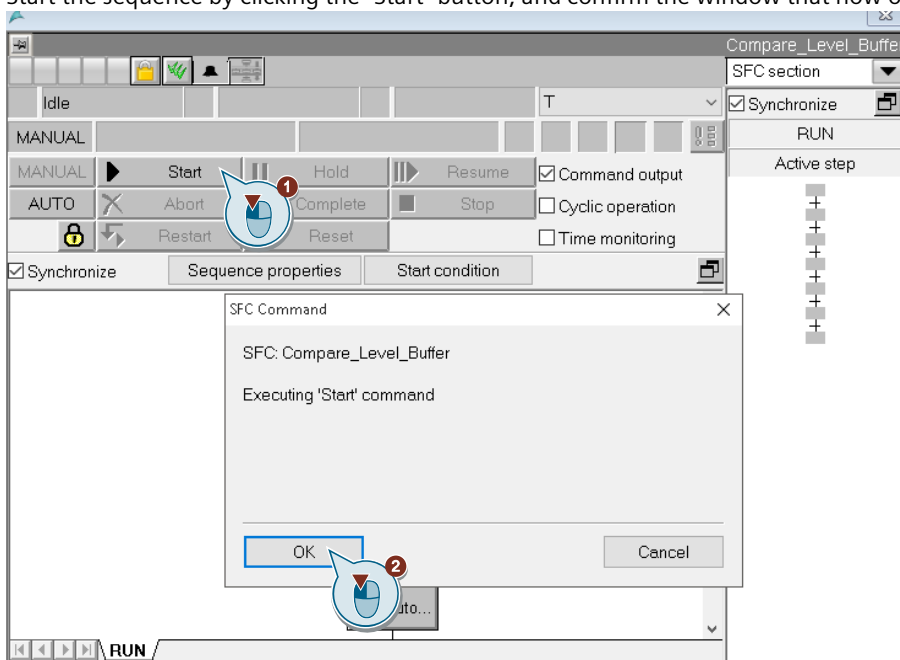 Start the sequence by clicking the "Start" button, and confirm the window that now o
Compare_Level_Buffe
SFC section
Idle
T
Synchronize
MANUAL
RUN
MANUAL Start Hold Resume Command output
Active step
AUTO Abort Complete Stop Cyclic operation
Restart Reset Time monitoring
1
Synchronize Sequence properties Start condition
SFC Command
SFC: Compare_Level_Buffer
Executing 'Start' command
OK Cancel
2
uto...
RUN